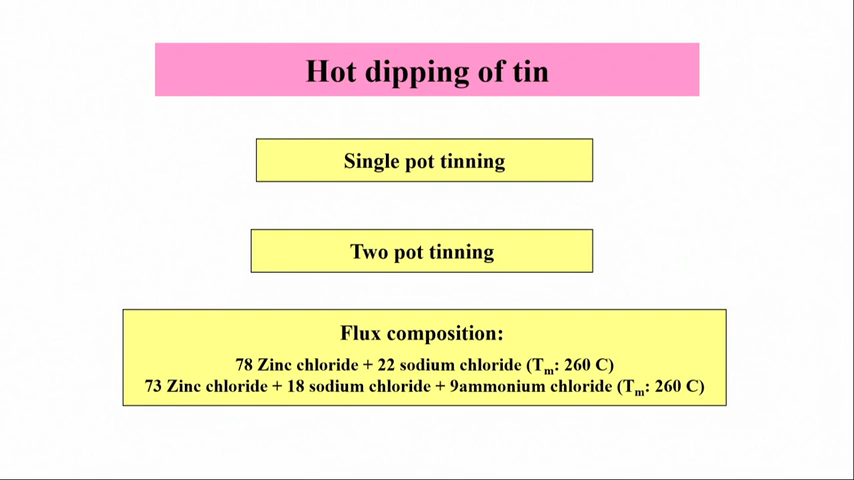 Hot dipping of tin
Single pot tinning
Two pot tinning
Flux composition:
78 Zinc chloride + 22 sodium chloride (Tm: 260 C)
73 Zinc chloride + 18 sodium chloride + 9ammonium chloride (Tm: 260 C)